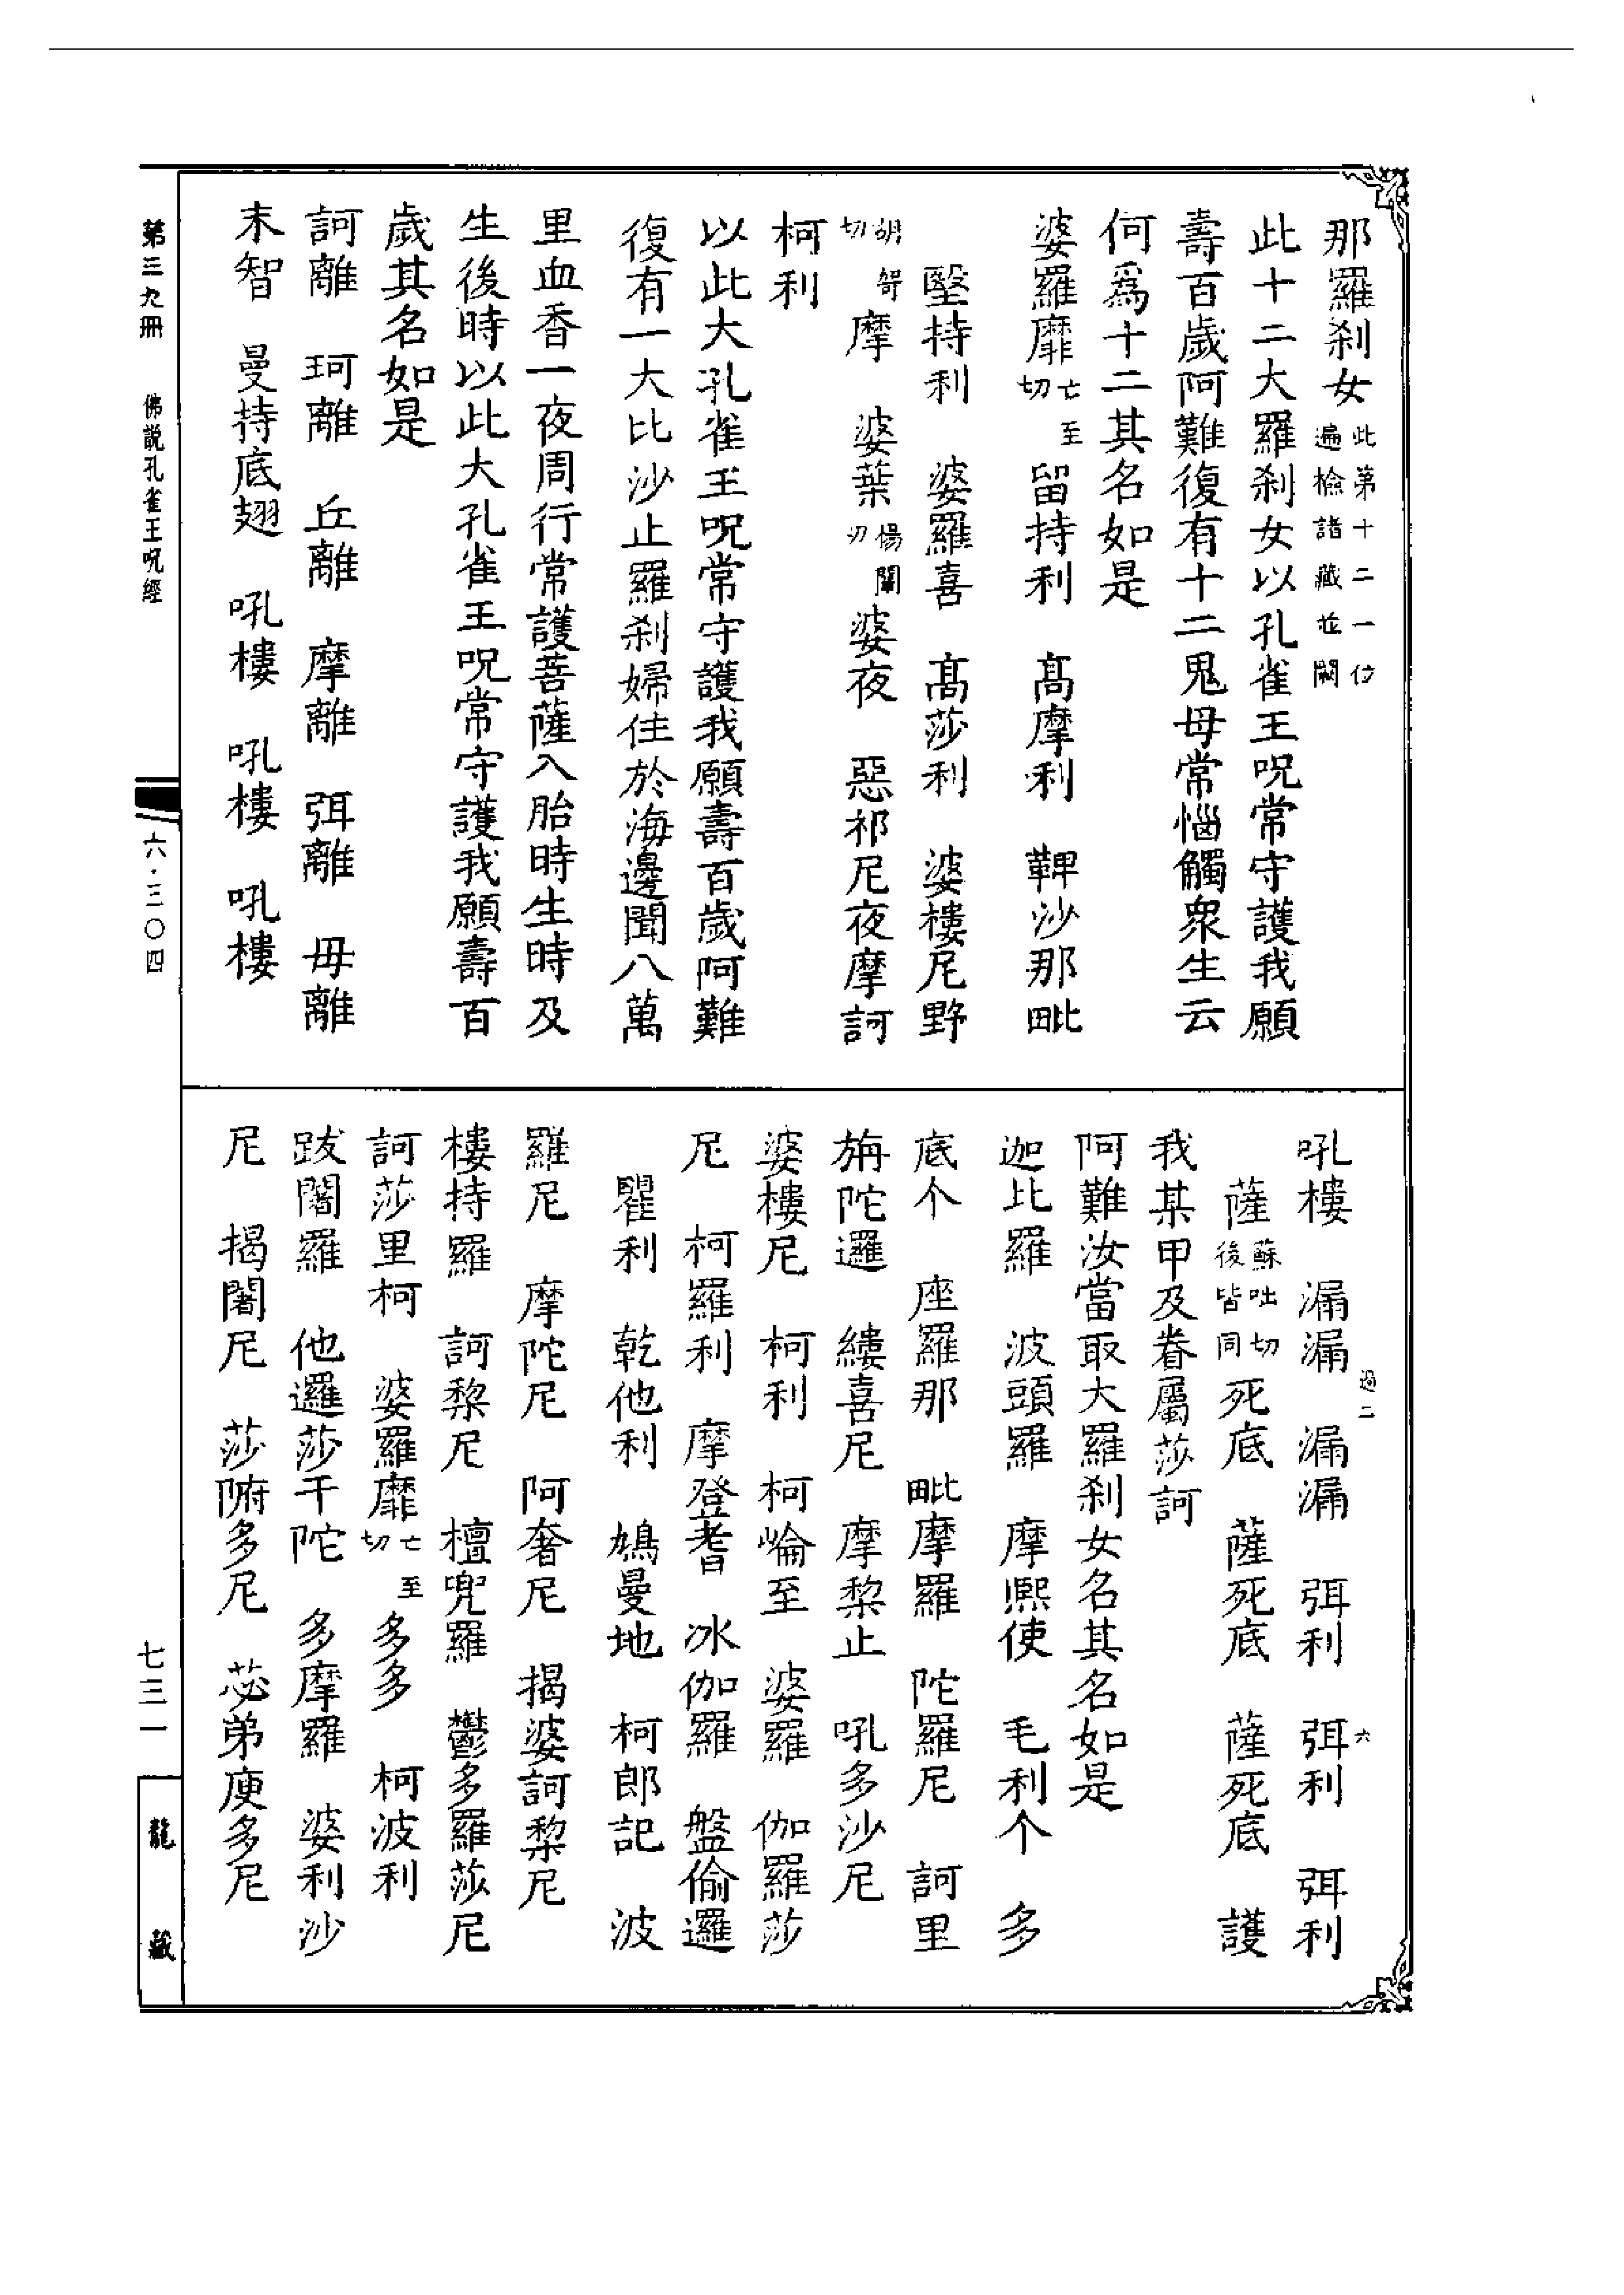 那羅剎女此第十二一位遍檢諸藏並闕
此十二大羅剎女以孔雀王呪常守護我願
壽百歲阿難復有十二鬼母常惱觸衆生云
何爲十二其名如是
婆羅靡亡至切留持利　髙摩利　鞞沙那毗
堅持利　婆羅喜　髙莎利　婆樓尼野
胡哿切摩　婆葉楊闡切婆夜　惡祁尼夜摩訶
柯利
以此大孔雀王呪常守護我願壽百歲阿難
復有一大比沙止羅剎婦住於海邊聞八萬
里血香一夜周行常護菩薩入胎時生時及
生後時以此大孔雀王呪常守護我願壽百
歲其名如是
訶離　珂離　丘離　摩離　弭離　毋離
末智　曼持底翅　吼樓　吼樓　吼樓
吼樓　漏漏　漏漏　弭利　弭利　弭利
過二
六
薩蘇咄切後皆同死底　薩死底　薩死底　護
我某甲及眷屬莎訶
阿難汝當取大羅剎女名其名如是
迦比羅　波頭羅　摩熙使　毛利个　多
底个　座羅那　毗摩羅　陀羅尼　訶里
旃陀邏　縷喜尼　摩棃止　吼多沙尼
婆樓尼　柯利　柯崘至　婆羅　伽羅莎
尼　柯羅利　摩登耆　冰伽羅　盤偷邏
瞿利　乾他利　鳩曼地　柯郎記　波
羅尼　摩陀尼　阿奢尼　揭婆訶棃尼
樓持羅　訶棃尼　檀兜羅　鬱多羅莎尼
訶莎里柯　婆羅靡亡至切多多　柯波利
跋闍羅　他邏莎干陀　多摩羅　婆利沙
尼　揭闍尼　莎脯多尼　苾弟庾多尼
第三九冊　佛說孔雀王呪經
六·三〇四
七三一
龍藏